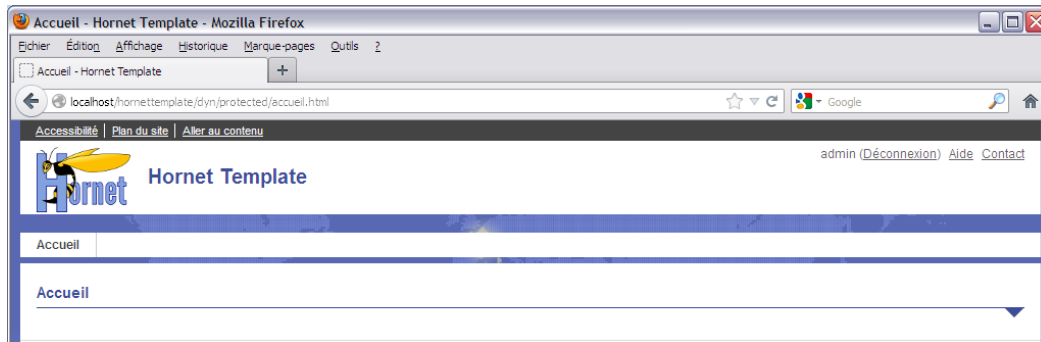 Accueil - Hornet Template - Mozilla Firefox
Fichier Édition Affichage Historique Marque-pages Outils ?
Accueil - Hornet Template +
localhost/hornettemplate/dyn/protected/accueil.html Google
Accessibilité | Plan du site | Aller au contenu
Hornet Hornet Template admin (Déconnexion) Aide Contact
Accueil
Accueil